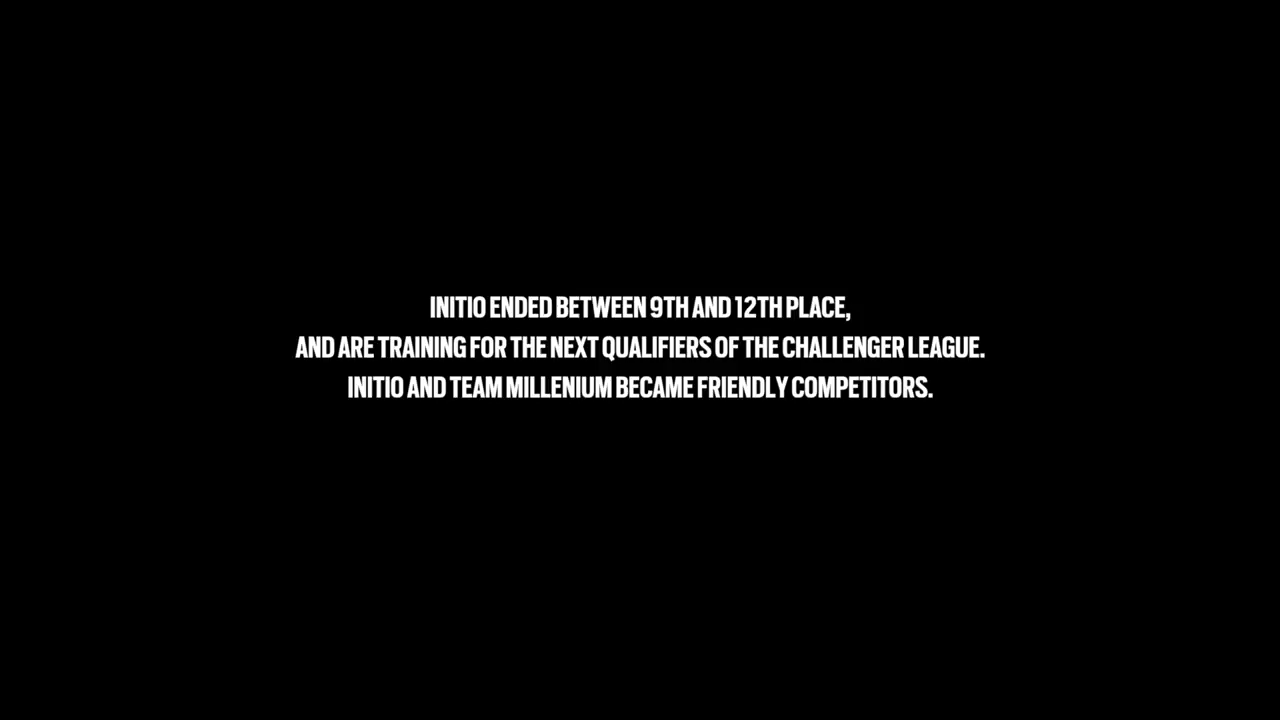 INITIO ENDED BETWEEN 9TH AND 12TH PLACE,
AND ARE TRAINING FOR THE NEXT QUALIFIERS OF THE CHALLENGER LEAGUE.
INITIO AND TEAM MILLENIUM BECAME FRIENDLY COMPETITORS.